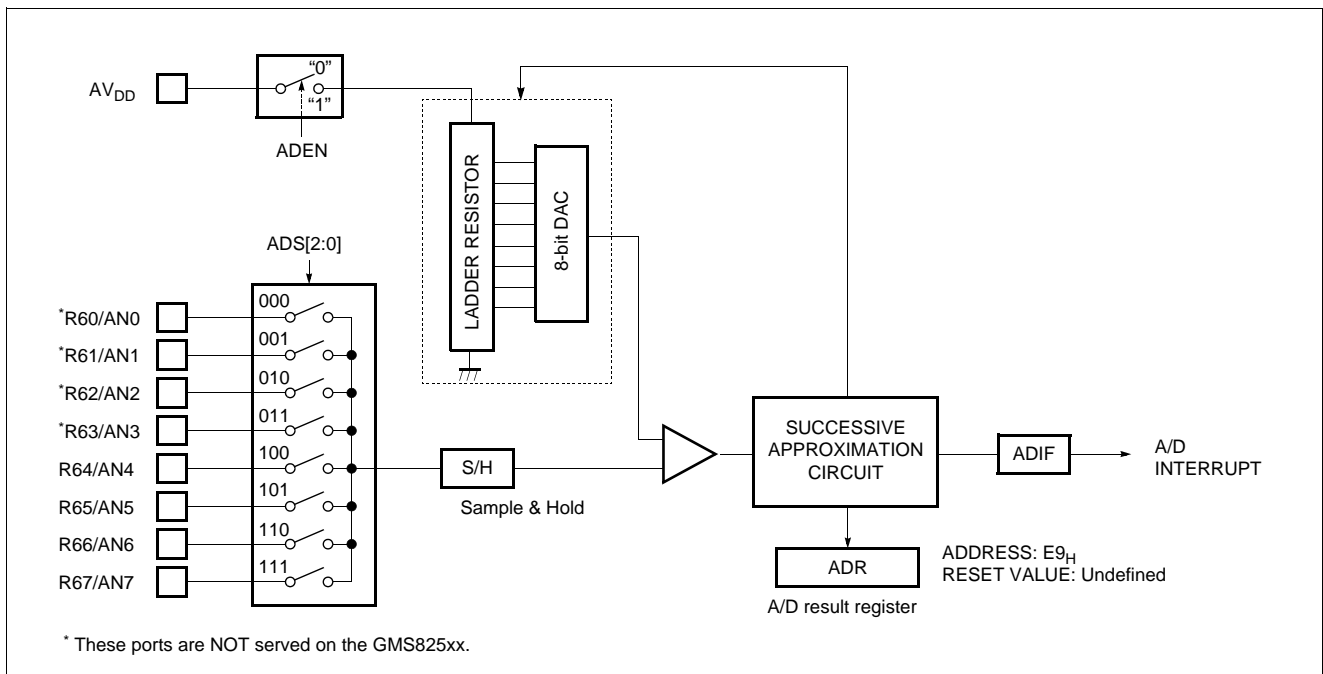 AVDD
“0”
“1”
ADEN
LADDER RESISTOR
8-bit DAC
ADS[2:0]
*R60/AN0
000
*R61/AN1
001
*R62/AN2
010
*R63/AN3
011
R64/AN4
100
R65/AN5
101
R66/AN6
110
R67/AN7
111
S/H
Sample & Hold
SUCCESSIVE
APPROXIMATION
CIRCUIT
ADIF
A/D
INTERRUPT
ADR
A/D result register
ADDRESS: E9H
RESET VALUE: Undefined
* These ports are NOT served on the GMS825xx.